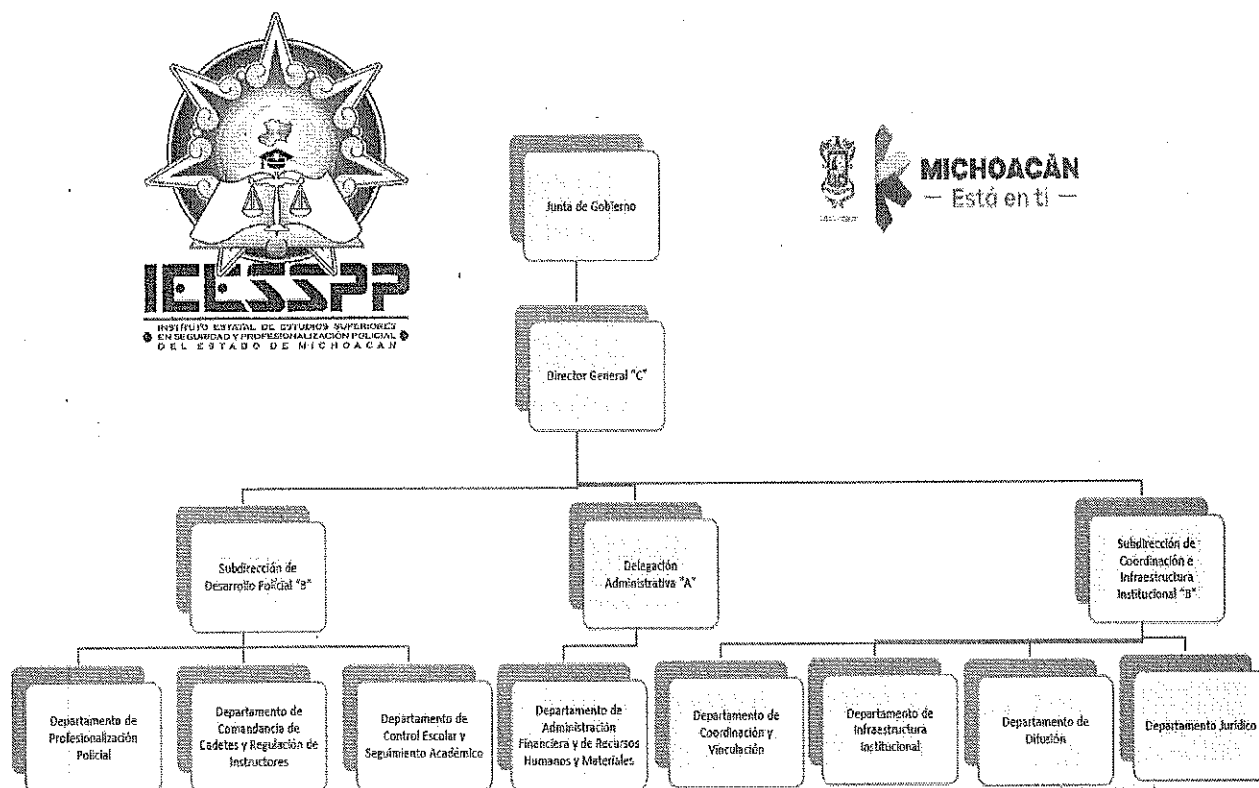 IEESSPP
INSTITUTO ESTATAL DE ESTUDIOS SUPERIORES
EN SEGURIDAD Y PROFESIONALIZACIÓN POLICIAL
DEL ESTADO DE MICHOACAN
MICHOACÁN
— Está en ti —
Junta de Gobierno
Director General "C"
Subdirección de
Desarrollo Policial "B"
Delegación
Administrativa "A"
Subdirección de
Coordinación e
Infraestructura
Institucional "B"
Departamento de
Profesionalización
Policial
Departamento de
Comandancia de
Cadetes y Regulación de
Instructores
Departamento de
Control Escolar y
Seguimiento Académico
Departamento de
Administración
Financiera y de Recursos
Humanos y Materiales
Departamento de
Coordinación y
Vinculación
Departamento de
Infraestructura
Institucional
Departamento de
Difusión
Departamento Jurídico